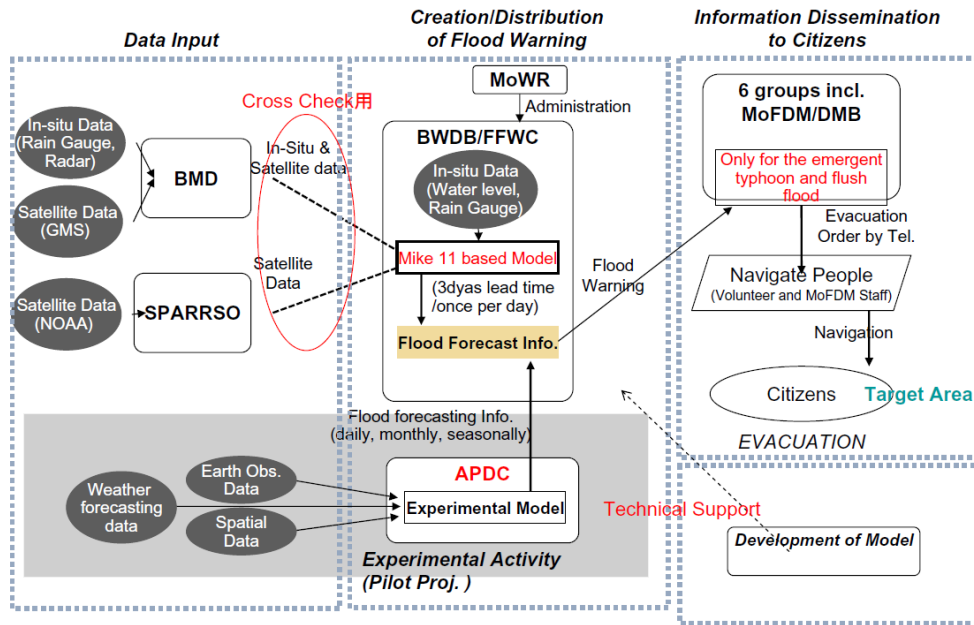 Data Input
Creation/Distribution
of Flood Warning
Information Dissemination
to Citizens
Cross Check用
In-situ Data
(Rain Gauge,
Radar)
Satellite Data
(GMS)
BMD
In-Situ &
Satellite data
Satellite Data
(NOAA)
SPARRSO
Satellite
Data
MoWR
Administration
BWDB/FFWC
In-situ Data
(Water level,
Rain Gauge)
Mike 11 based Model
(3dyas lead time
/once per day)
Flood Forecast Info.
Flood
Warning
6 groups incl.
MoFDM/DMB
Only for the emergent
typhoon and flush
flood
Evacuation
Order by Tel.
Navigate People
(Volunteer and MoFDM Staff)
Navigation
Citizens
Target Area
EVACUATION
Flood forecasting Info.
(daily, monthly, seasonally)
Weather
forecasting
data
Earth Obs.
Data
Spatial
Data
APDC
Experimental Model
Experimental Activity
(Pilot Proj. )
Technical Support
Development of Model